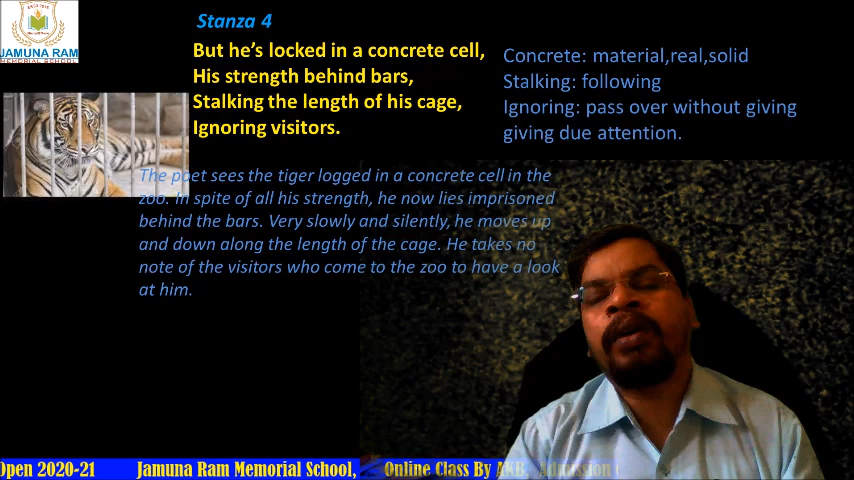 JAMUNA RAM
MEMORIAL SCHOOL
Stanza 4
But he's locked in a concrete cell,
His strength behind bars,
Stalking the length of his cage,
Ignoring visitors.
Concrete: material,real,solid
Stalking: following
Ignoring: pass over without giving
giving due attention.
The poet sees the tiger logged in a concrete cell in the
zoo. In spite of all his strength, he now lies imprisoned
behind the bars. Very slowly and silently, he moves up
and down along the length of the cage. He takes no
note of the visitors who come to the zoo to have a look
at him.
Open 2020-21 Jamuna Ram Memorial School, Online Class By AKB, Admission